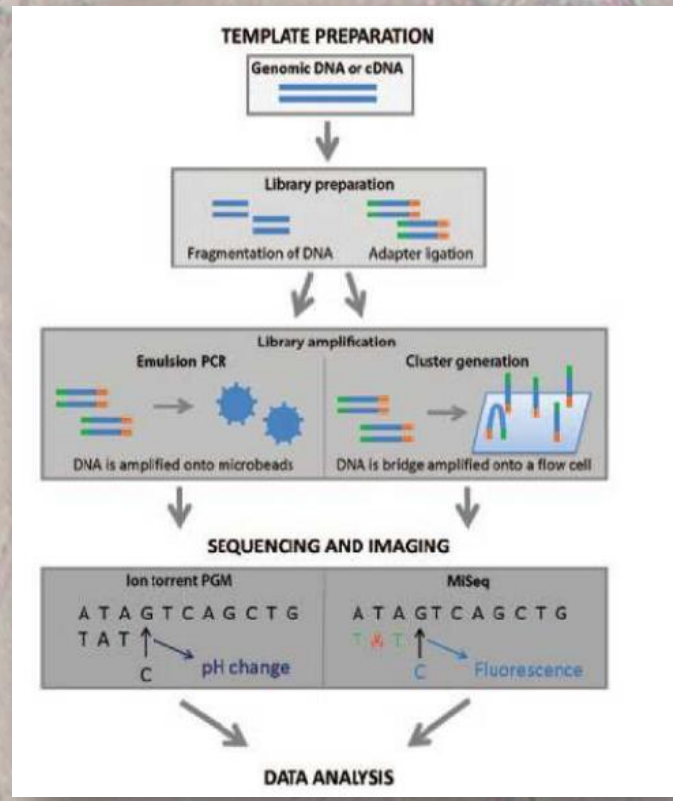 TEMPLATE PREPARATION
Genomic DNA or cDNA
Library preparation
Fragmentation of DNA
Adapter ligation
Library amplification
Emulsion PCR
Cluster generation
DNA is amplified onto microbeads
DNA is bridge amplified onto a flow cell
SEQUENCING AND IMAGING
Ion torrent PGM
A T A G T C A G C T G
T A T
C
pH change
MiSeq
A T A G T C A G C T G
T A T
C
Fluorescence
DATA ANALYSIS